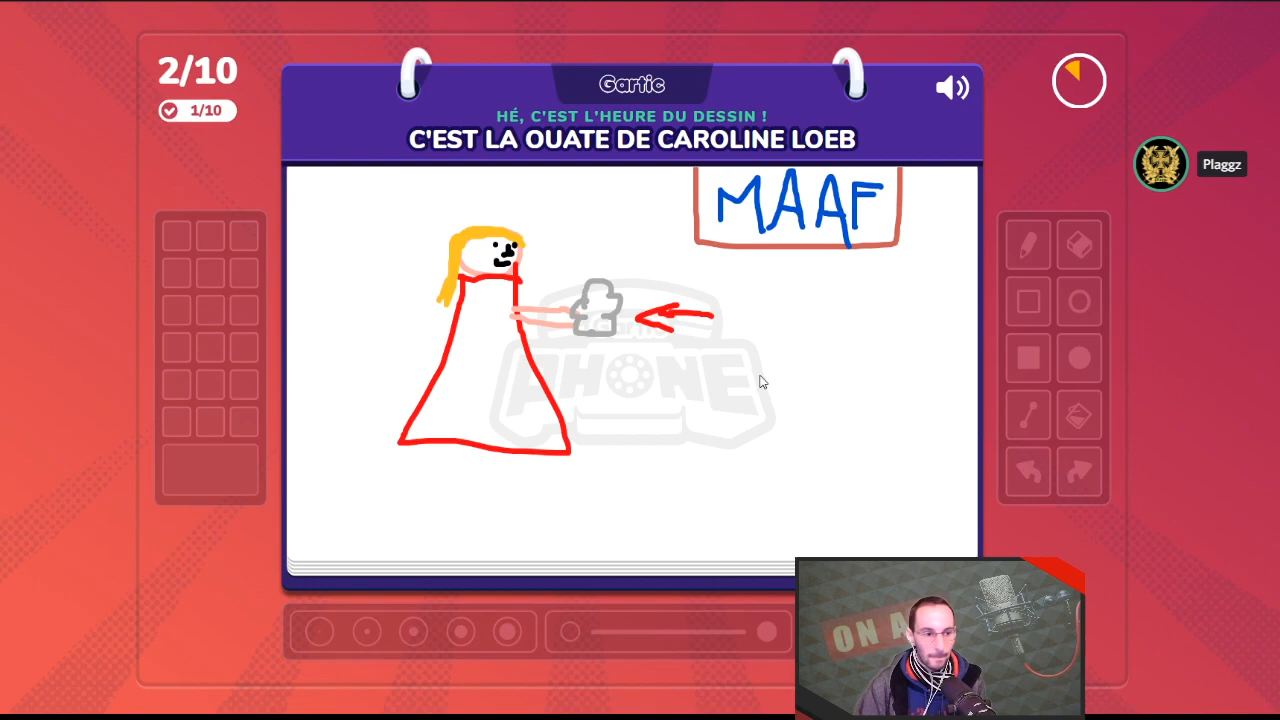 2/10
1/10
Gartic
HÉ, C'EST L'HEURE DU DESSIN !
C'EST LA OUATE DE CAROLINE LOEB
Plaggz
MAAF
Gartic
PHONE
ON A